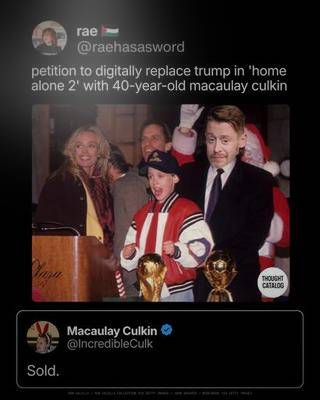 rae 🇵🇸
@raehasasword
petition to digitally replace trump in 'home
alone 2' with 40-year-old macaulay culkin
Plaza
THOUGHT
CATALOG
Macaulay Culkin
@IncredibleCulk
Sold.